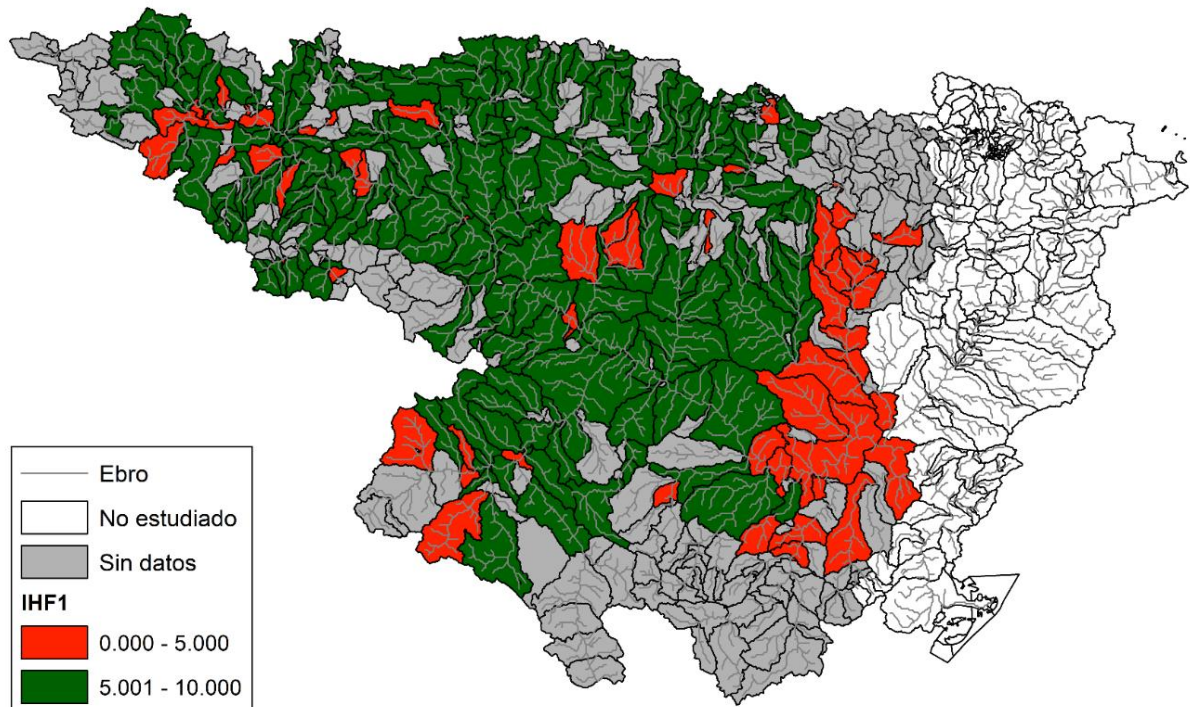 Ebro
No estudiado
Sin datos
IHF1
0.000 - 5.000
5.001 - 10.000